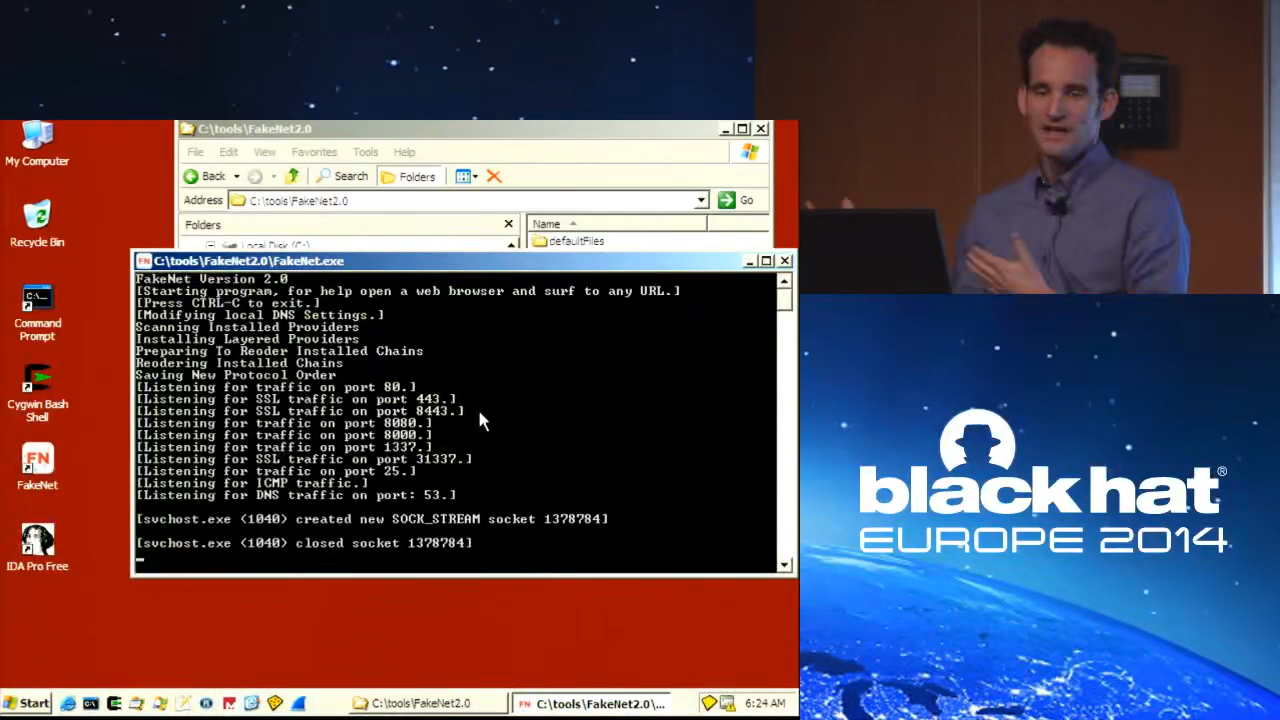 C:\tools\FakeNet2.0
File Edit View Favorites Tools Help
Back Search Folders
Address C:\tools\FakeNet2.0 Go
Folders Name
Local Disk (C:) defaultFiles
My Computer
Recycle Bin
Command Prompt
Cygwin Bash Shell
FN
FakeNet
IDA Pro Free
FN C:\tools\FakeNet2.0\FakeNet.exe
FakeNet Version 2.0
[Starting program, for help open a web browser and surf to any URL.]
[Press CTRL-C to exit.]
[Modifying local DNS Settings.]
Scanning Installed Providers
Installing Layered Providers
Preparing To Reoder Installed Chains
Reodering Installed Chains
Saving New Protocol Order
[Listening for traffic on port 80.]
[Listening for SSL traffic on port 443.]
[Listening for SSL traffic on port 8443.]
[Listening for traffic on port 8080.]
[Listening for traffic on port 8000.]
[Listening for traffic on port 1337.]
[Listening for SSL traffic on port 31337.]
[Listening for traffic on port 25.]
[Listening for ICMP traffic.]
[Listening for DNS traffic on port: 53.]
[svchost.exe (1040) created new SOCK_STREAM socket 1378784]
[svchost.exe (1040) closed socket 1378784]
black hat®
EUROPE 2014
Start C:\tools\FakeNet2.0 FN C:\tools\FakeNet2.0\... 6:24 AM